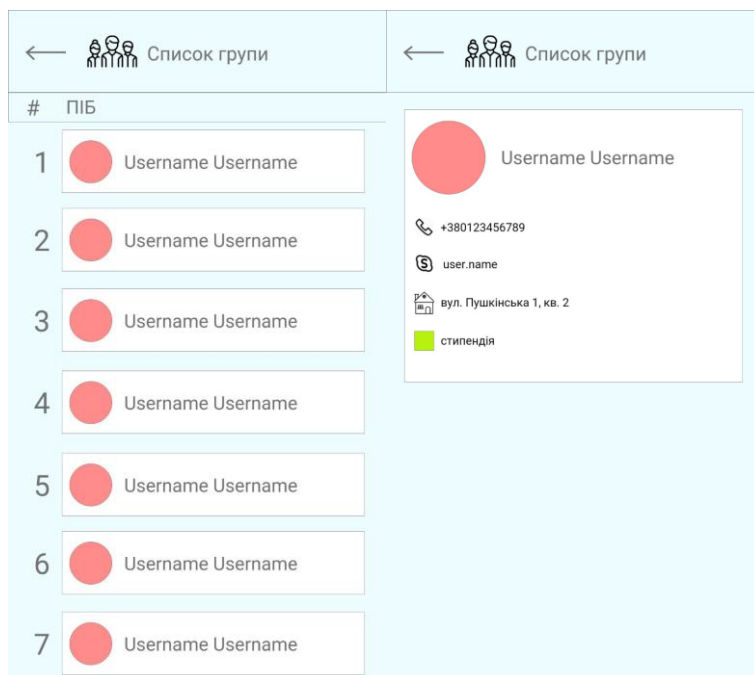 Список групи
# ПІБ
1 Username Username
2 Username Username
3 Username Username
4 Username Username
5 Username Username
6 Username Username
7 Username Username
Список групи
Username Username
+380123456789
user.name
вул. Пушкінська 1, кв. 2
стипендія